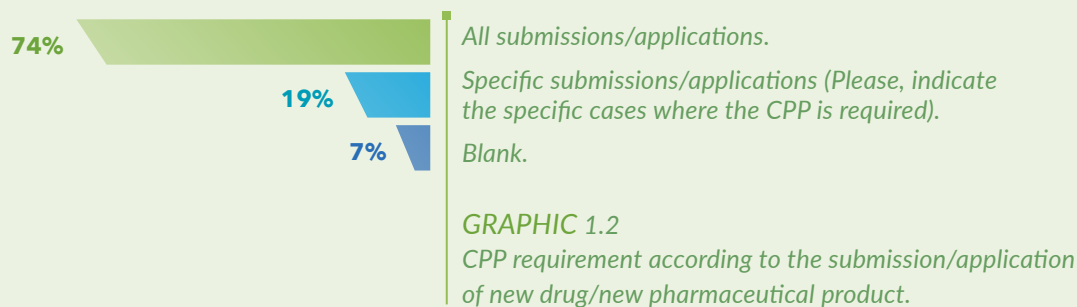 74%
All submissions/applications.
19%
Specific submissions/applications (Please, indicate
the specific cases where the CPP is required).
7%
Blank.
GRAPHIC 1.2
CPP requirement according to the submission/application
of new drug/new pharmaceutical product.